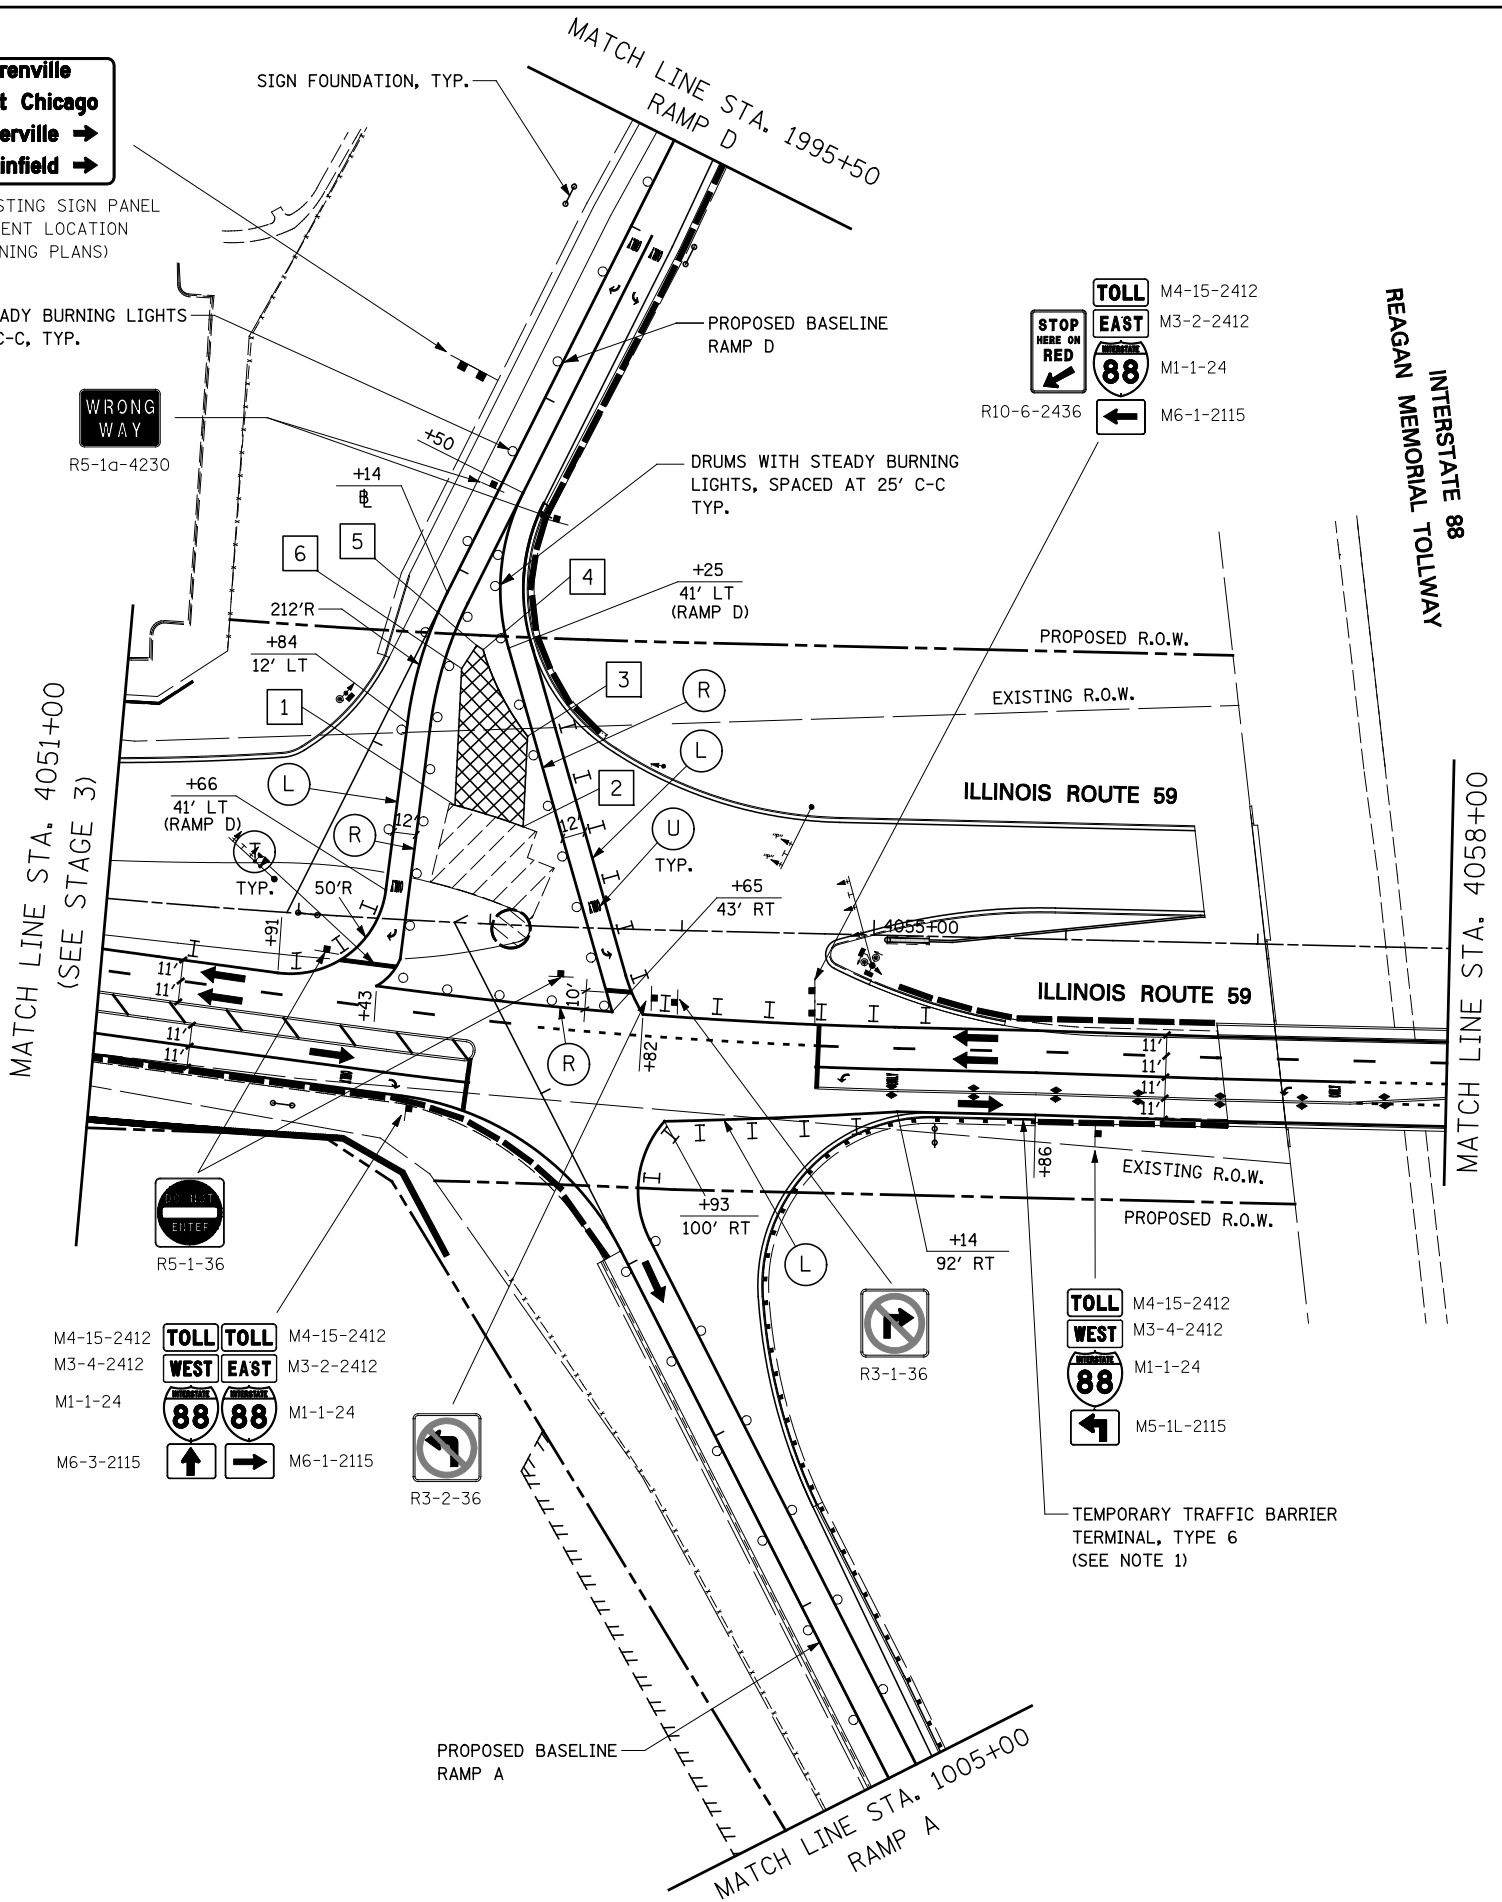 MATCH LINE STA. 1995+50
RAMP D
SIGN FOUNDATION, TYP.
renville
t Chicago
erville →
infield →
STING SIGN PANEL
ENT LOCATION
NING PLANS)
ADY BURNING LIGHTS
C-C, TYP.
WRONG
WAY
R5-1a-4230
PROPOSED BASELINE
RAMP D
TOLL M4-15-2412
EAST M3-2-2412
INTERSTATE
88 M1-1-24
M6-1-2115
STOP
HERE ON
RED
R10-6-2436
INTERSTATE 88
REAGAN MEMORIAL TOLLWAY
+50
+14
DRUMS WITH STEADY BURNING
LIGHTS, SPACED AT 25' C-C
TYP.
5
6
4
+25
41' LT
(RAMP D)
212'R
+84
12' LT
PROPOSED R.O.W.
EXISTING R.O.W.
1
3
R
L
MATCH LINE STA. 4051+00
(SEE STAGE 3)
+66
41' LT
(RAMP D)
L
R
12'
12'
2
U
TYP.
ILLINOIS ROUTE 59
MATCH LINE STA. 4058+00
T
TYP.
50'R
ONLY
ONLY
+65
43' RT
4055+00
+91
11'
11'
11'
11'
+43
10'
R
+82
ILLINOIS ROUTE 59
11'
11'
11'
11'
+86
EXISTING R.O.W.
PROPOSED R.O.W.
DO NOT
ENTER
R5-1-36
+93
100' RT
+14
92' RT
L
R3-1-36
M4-15-2412 TOLL TOLL M4-15-2412
M3-4-2412 WEST EAST M3-2-2412
INTERSTATE INTERSTATE
M1-1-24 88 88 M1-1-24
M6-3-2115 M6-1-2115
R3-2-36
TOLL M4-15-2412
WEST M3-4-2412
INTERSTATE
88 M1-1-24
M5-1L-2115
TEMPORARY TRAFFIC BARRIER
TERMINAL, TYPE 6
(SEE NOTE 1)
PROPOSED BASELINE
RAMP A
MATCH LINE STA. 1005+00
RAMP A